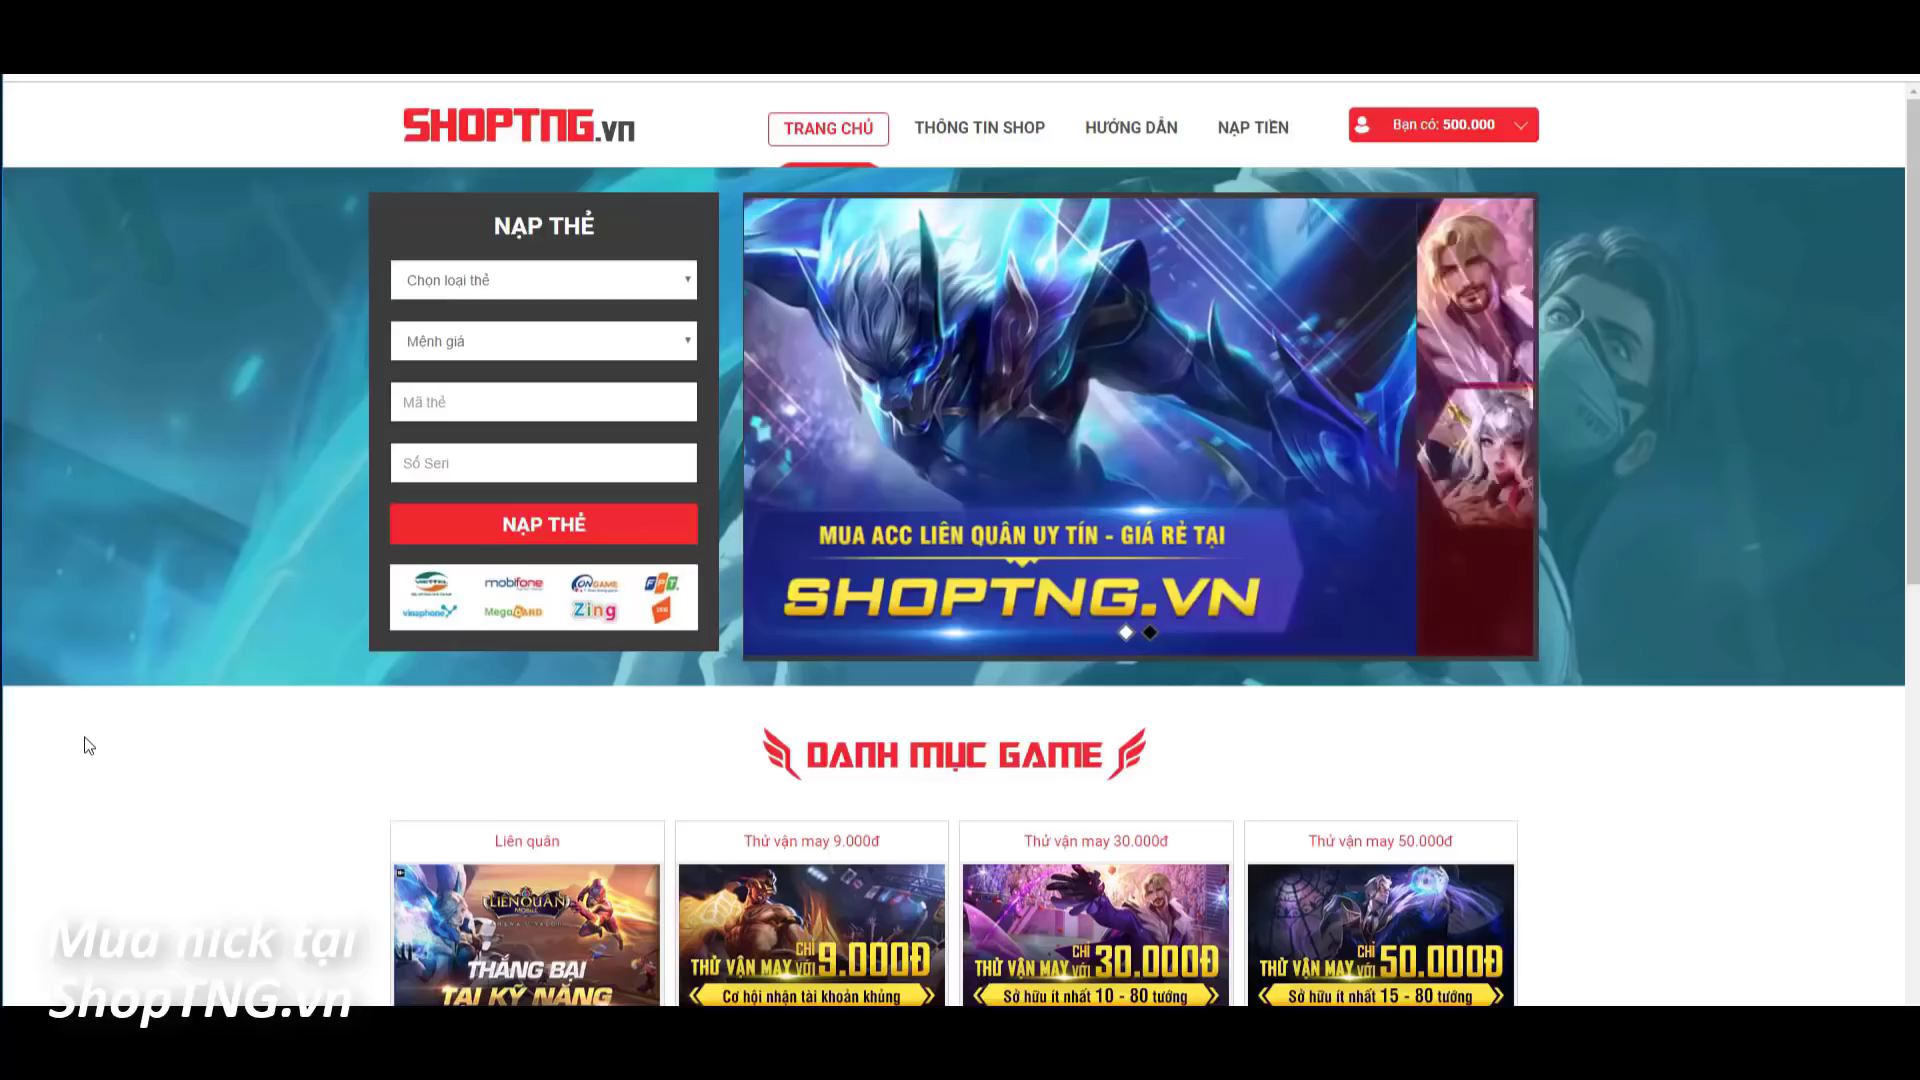 SHOPTNG.vn
TRANG CHỦ
THÔNG TIN SHOP
HƯỚNG DẪN
NẠP TIỀN
Bạn có: 500.000
NẠP THẺ
Chọn loại thẻ
Mệnh giá
Mã thẻ
Số Seri
NẠP THẺ
VIETTEL
mobifone
ONGAME
FPT
vinaphone
MegaCARD
Zing
MUA ACC LIÊN QUÂN UY TÍN - GIÁ RẺ TẠI
SHOPTNG.VN
DANH MỤC GAME
Liên quân
Thử vận may 9.000đ
Thử vận may 30.000đ
Thử vận may 50.000đ
LIÊN QUÂN
MOBILE
THẮNG BẠI
TẠI KỸ NĂNG
THỬ VẬN MAY VỚI CHỈ 9.000Đ
Cơ hội nhận tài khoản khủng
THỬ VẬN MAY VỚI CHỈ 30.000Đ
Sở hữu ít nhất 10 - 80 tướng
THỬ VẬN MAY VỚI CHỈ 50.000Đ
Sở hữu ít nhất 15 - 80 tướng
Mua nick tại
ShopTNG.vn